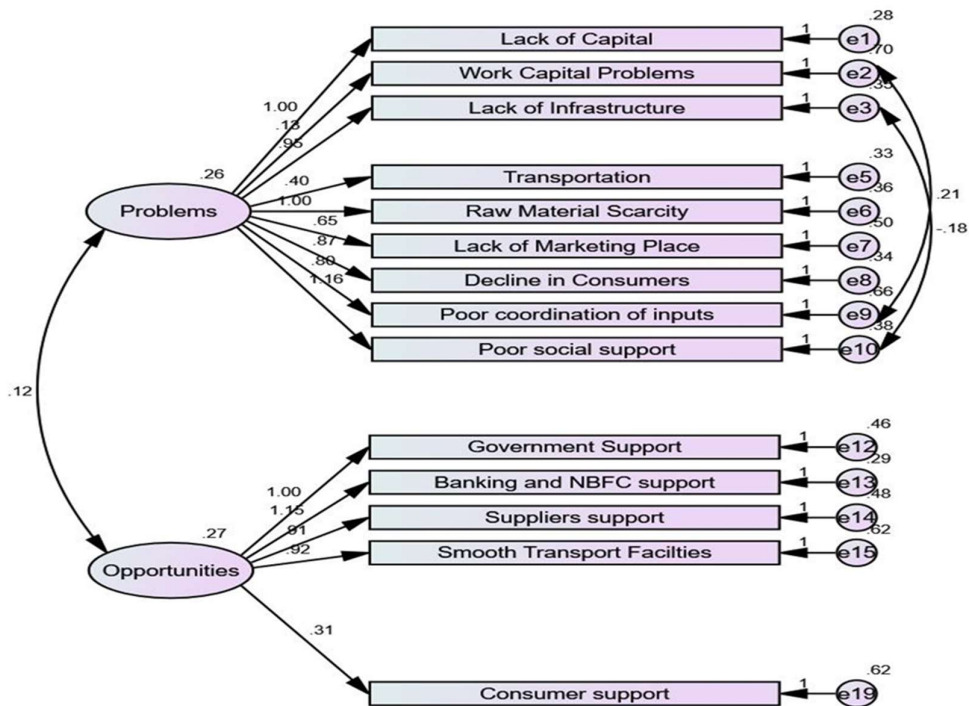 .28
Lack of Capital
1
e1
.70
Work Capital Problems
1
e2
.35
1.00
Lack of Infrastructure
1
e3
.13
.95
.33
.26
.40
Transportation
1
e5
.36
.21
Problems
1.00
Raw Material Scarcity
1
e6
.50
-.18
.65
Lack of Marketing Place
1
e7
.34
.87
.80
Decline in Consumers
1
e8
.66
1.16
Poor coordination of inputs
1
e9
.38
Poor social support
1
e10
.12
.46
Government Support
1
e12
.29
1.00
Banking and NBFC support
1
e13
.48
1.15
Suppliers support
1
e14
.62
.27
.91
.92
Smooth Transport Facilties
1
e15
Opportunities
.31
.62
Consumer support
1
e19